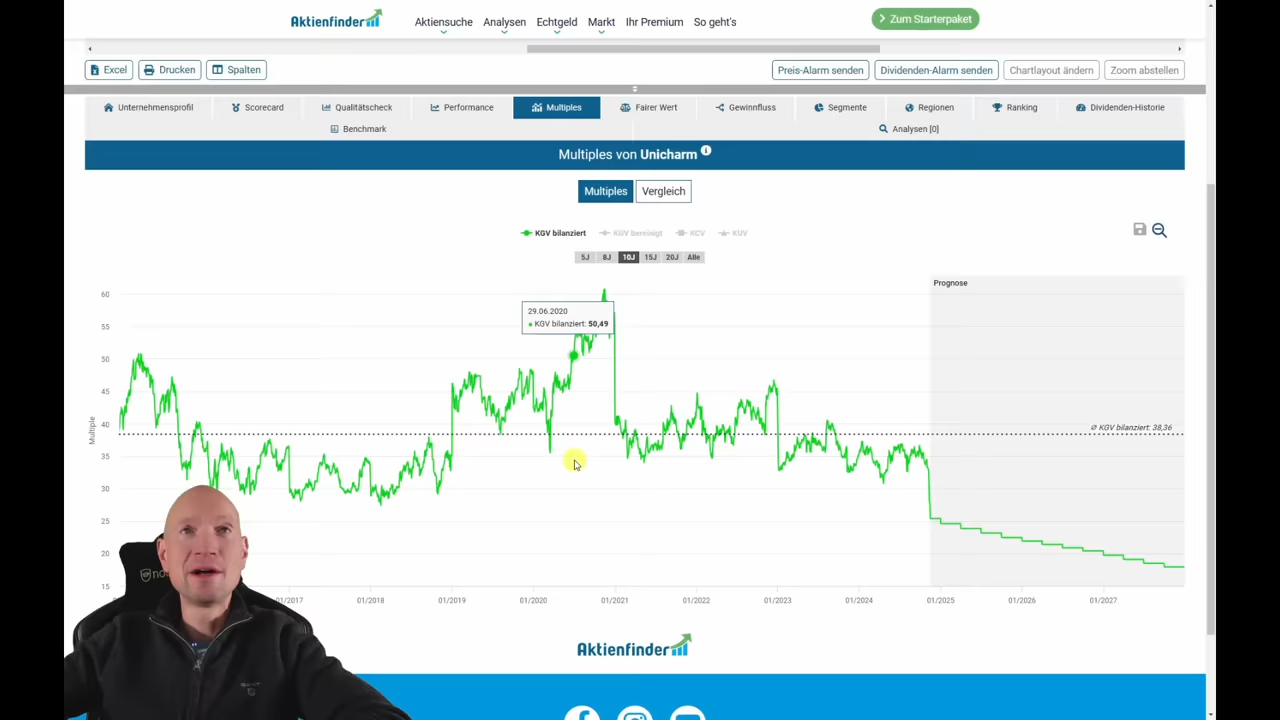 Aktienfinder
Aktiensuche Analysen Echtgeld Markt Ihr Premium So geht's
Zum Starterpaket
Excel Drucken Spalten Preis-Alarm senden Dividenden-Alarm senden Chartlayout ändern Zoom abstellen
Unternehmensprofil Scorecard Qualitätscheck Performance Multiples Fairer Wert Gewinnfluss Segmente Regionen Ranking Dividenden-Historie
Benchmark Analysen [0]
Multiples von Unicharm
Multiples Vergleich
KGV bilanziert KGV bereinigt KCV KUV
5J 8J 10J 15J 20J Alle
Prognose
60
29.06.2020
KGV bilanziert: 50,49
55
50
45
40
Ø KGV bilanziert: 38,36
Multiple
35
30
25
20
15
01/2017 01/2018 01/2019 01/2020 01/2021 01/2022 01/2023 01/2024 01/2025 01/2026 01/2027
Aktienfinder